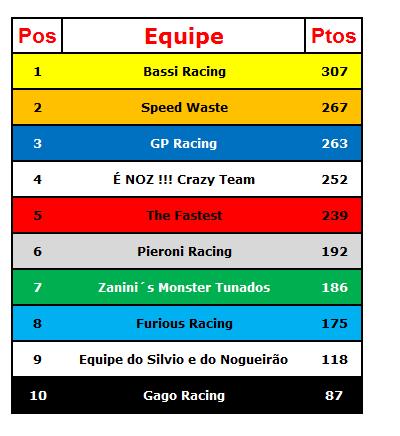 Pos Equipe Ptos
1 Bassi Racing 307
2 Speed Waste 267
3 GP Racing 263
4 É NOZ !!! Crazy Team 252
5 The Fastest 239
6 Pieroni Racing 192
7 Zanini´s Monster Tunados 186
8 Furious Racing 175
9 Equipe do Silvio e do Nogueirão 118
10 Gago Racing 87